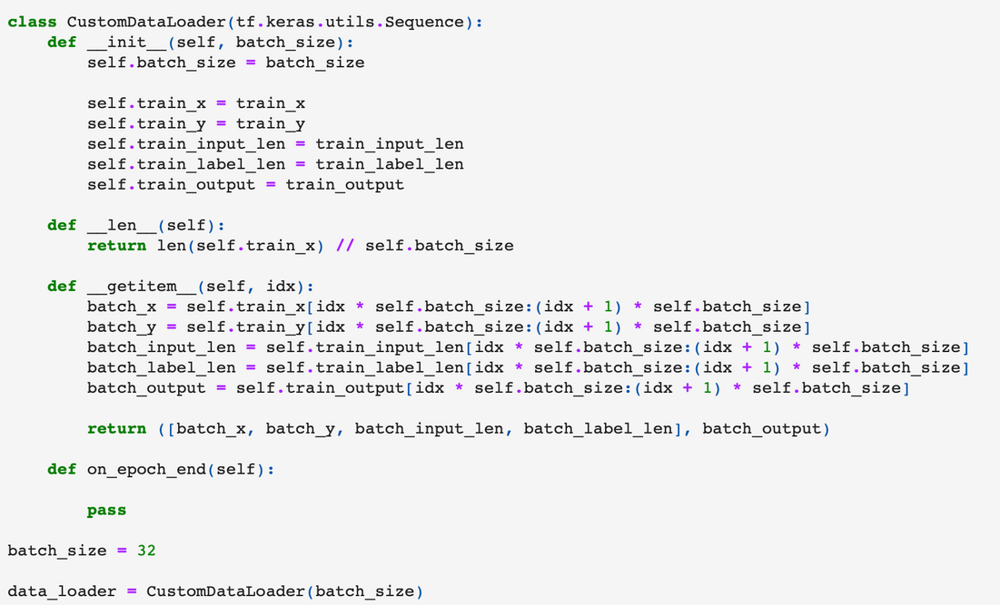 class CustomDataLoader(tf.keras.utils.Sequence):
    def __init__(self, batch_size):
        self.batch_size = batch_size

        self.train_x = train_x
        self.train_y = train_y
        self.train_input_len = train_input_len
        self.train_label_len = train_label_len
        self.train_output = train_output

    def __len__(self):
        return len(self.train_x) // self.batch_size

    def __getitem__(self, idx):
        batch_x = self.train_x[idx * self.batch_size:(idx + 1) * self.batch_size]
        batch_y = self.train_y[idx * self.batch_size:(idx + 1) * self.batch_size]
        batch_input_len = self.train_input_len[idx * self.batch_size:(idx + 1) * self.batch_size]
        batch_label_len = self.train_label_len[idx * self.batch_size:(idx + 1) * self.batch_size]
        batch_output = self.train_output[idx * self.batch_size:(idx + 1) * self.batch_size]

        return ([batch_x, batch_y, batch_input_len, batch_label_len], batch_output)

    def on_epoch_end(self):

        pass

batch_size = 32

data_loader = CustomDataLoader(batch_size)